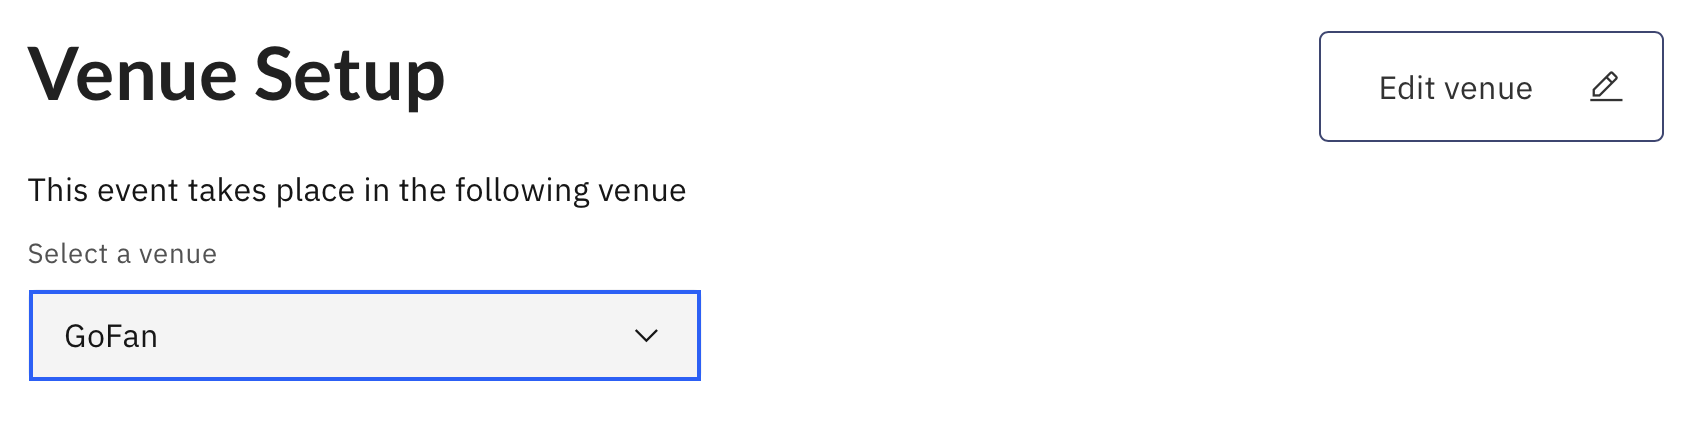 Venue Setup
Edit venue
This event takes place in the following venue
Select a venue
GoFan